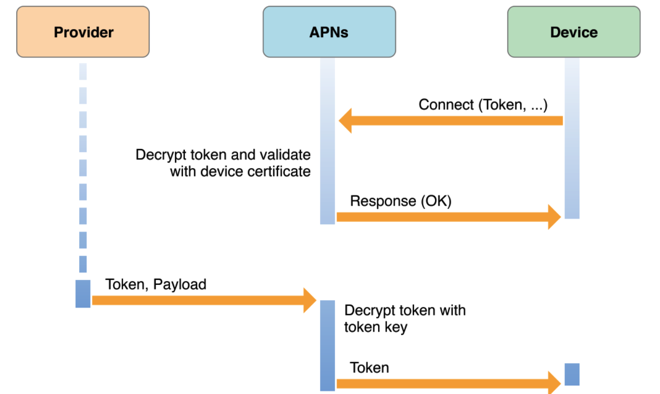 Provider
APNs
Device
Connect (Token, ...)
Decrypt token and validate
with device certificate
Response (OK)
Token, Payload
Decrypt token with
token key
Token